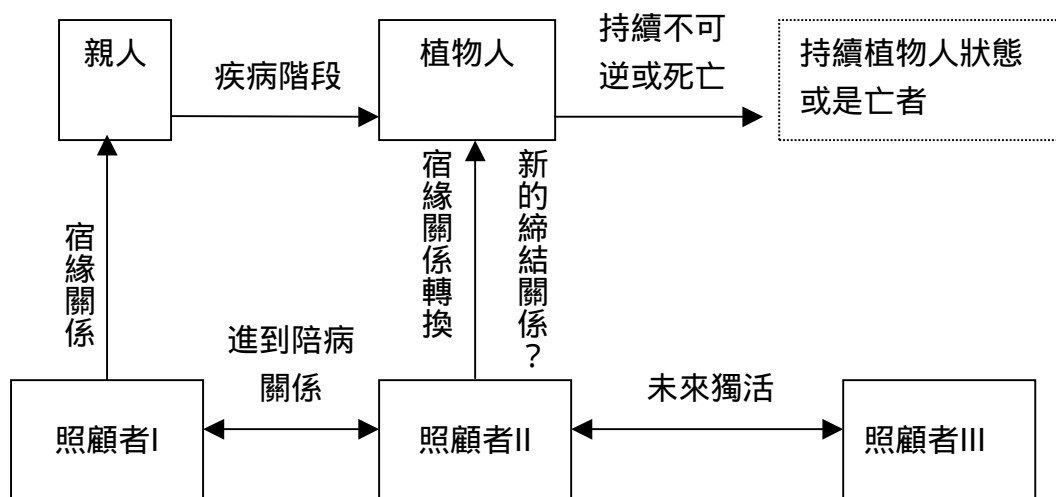 親人
疾病階段
植物人
持續不可
逆或死亡
持續植物人狀態
或是亡者
宿緣關係
宿緣關係轉換
新的締結關係？
進到陪病
關係
未來獨活
照顧者I
照顧者II
照顧者III